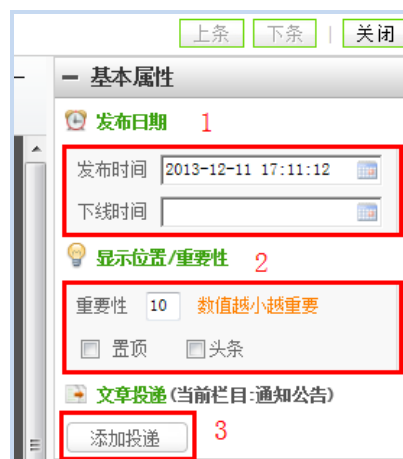 上条 下条 | 关闭
基本属性
发布日期 1
发布时间 2013-12-11 17:11:12
下线时间
显示位置/重要性 2
重要性 10 数值越小越重要
置顶 头条
文章投递(当前栏目:通知公告)
添加投递 3